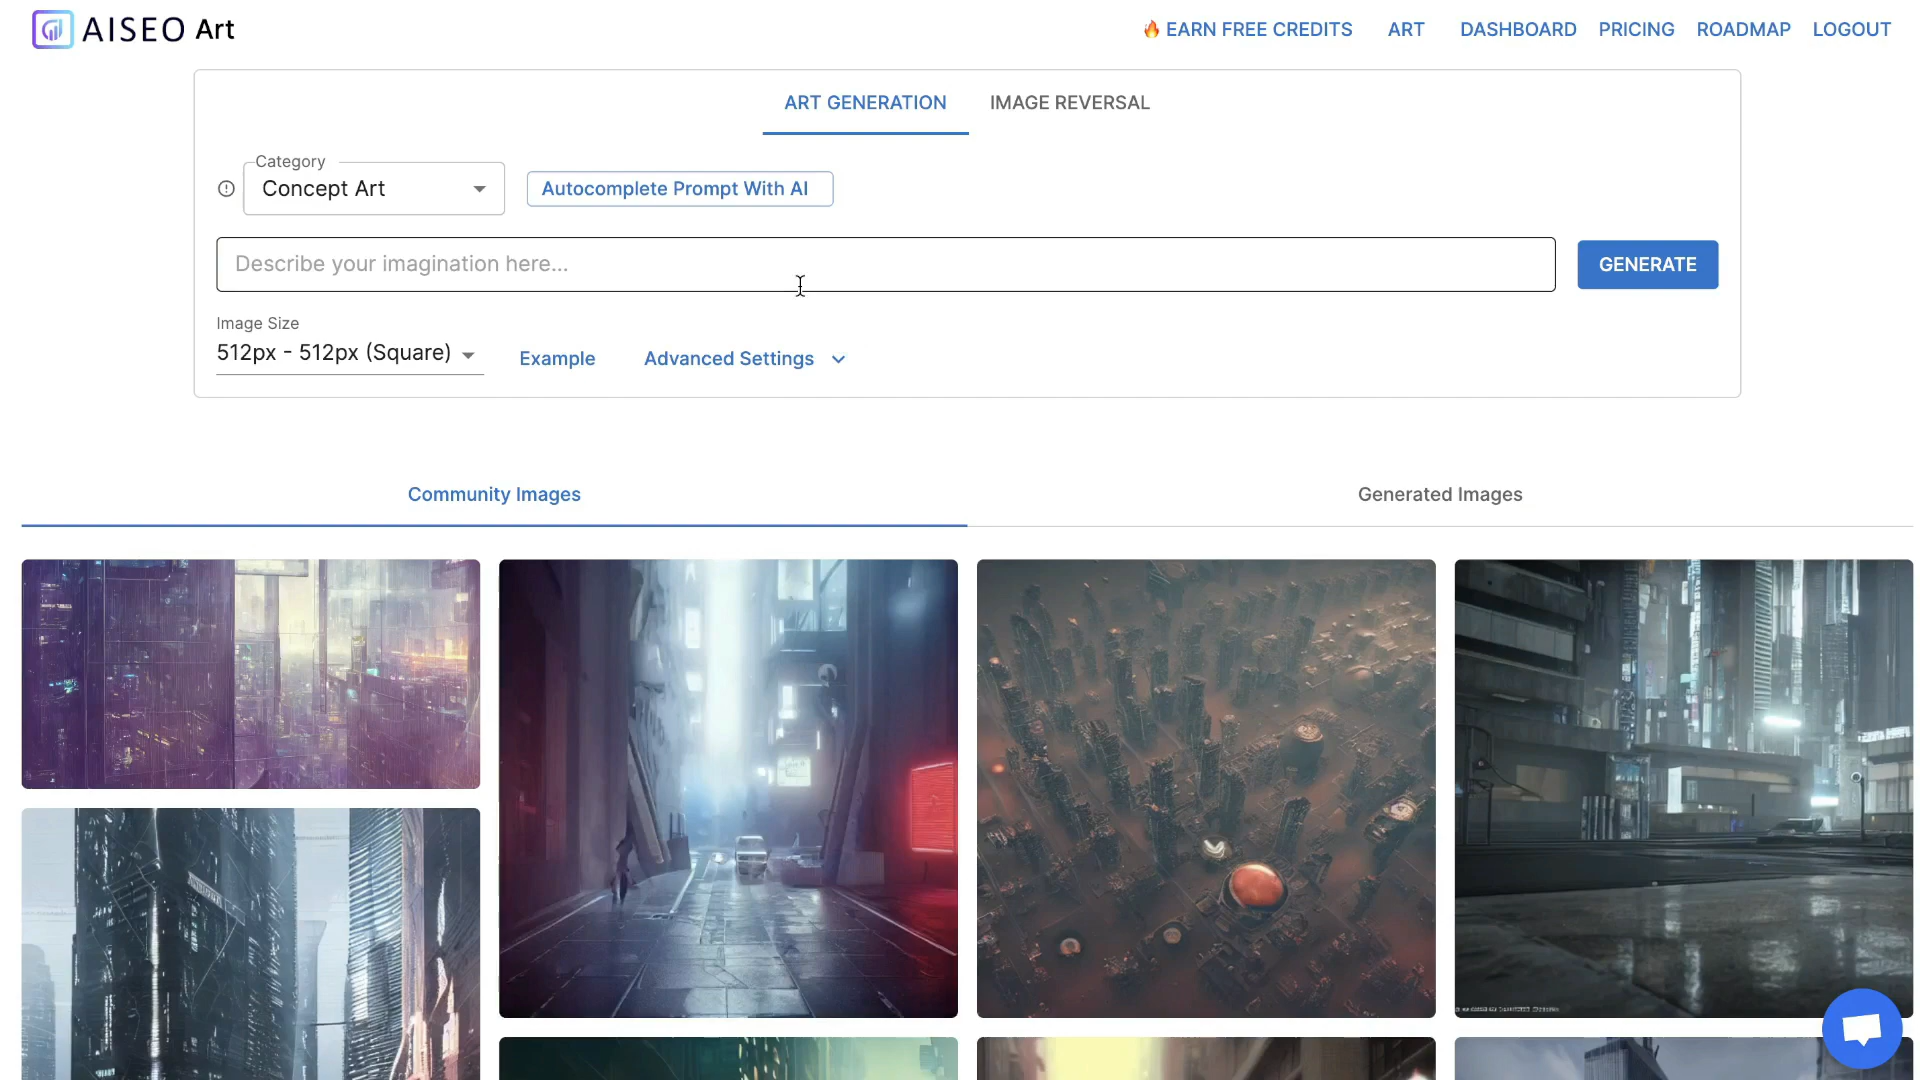 AISEO Art
🔥 EARN FREE CREDITS ART DASHBOARD PRICING ROADMAP LOGOUT
ART GENERATION IMAGE REVERSAL
Category
Concept Art
Autocomplete Prompt With AI
Describe your imagination here...
GENERATE
Image Size
512px - 512px (Square)
Example
Advanced Settings
Community Images
Generated Images